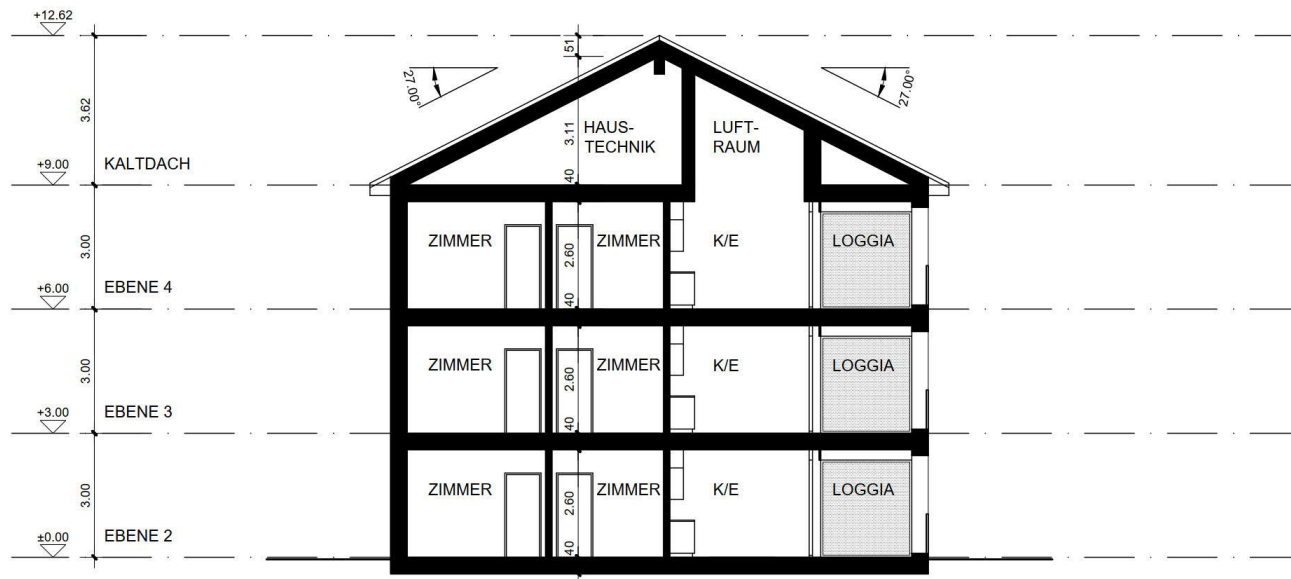 +12.62
51
27.00°
27.00°
3.62
3.11
HAUS-
TECHNIK
LUFT-
RAUM
+9.00
KALTDACH
40
3.00
ZIMMER
2.60
ZIMMER
K/E
LOGGIA
+6.00
EBENE 4
40
3.00
ZIMMER
2.60
ZIMMER
K/E
LOGGIA
+3.00
EBENE 3
40
3.00
ZIMMER
2.60
ZIMMER
K/E
LOGGIA
±0.00
EBENE 2
40